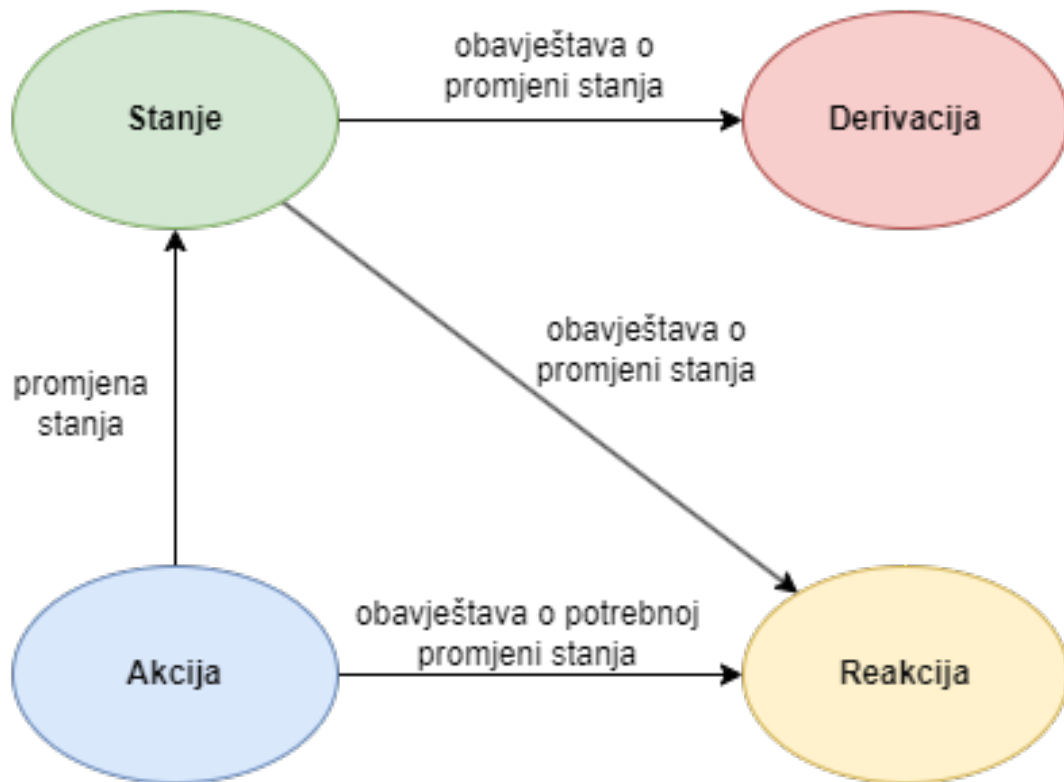 obavještava o
promjeni stanja
Stanje
Derivacija
obavještava o
promjeni stanja
promjena
stanja
obavještava o potrebnoj
promjeni stanja
Akcija
Reakcija